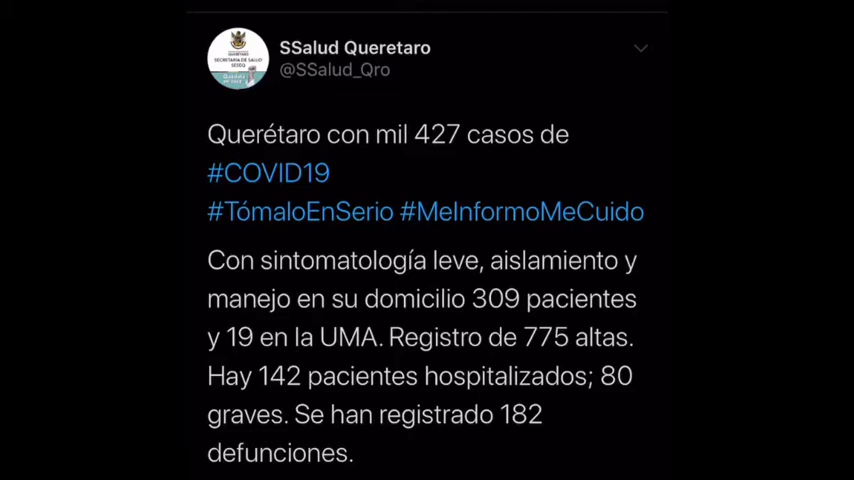 SSalud Queretaro
@SSalud_Qro
Querétaro con mil 427 casos de
#COVID19
#TómaloEnSerio #MeInformoMeCuido
Con sintomatología leve, aislamiento y
manejo en su domicilio 309 pacientes
y 19 en la UMA. Registro de 775 altas.
Hay 142 pacientes hospitalizados; 80
graves. Se han registrado 182
defunciones.